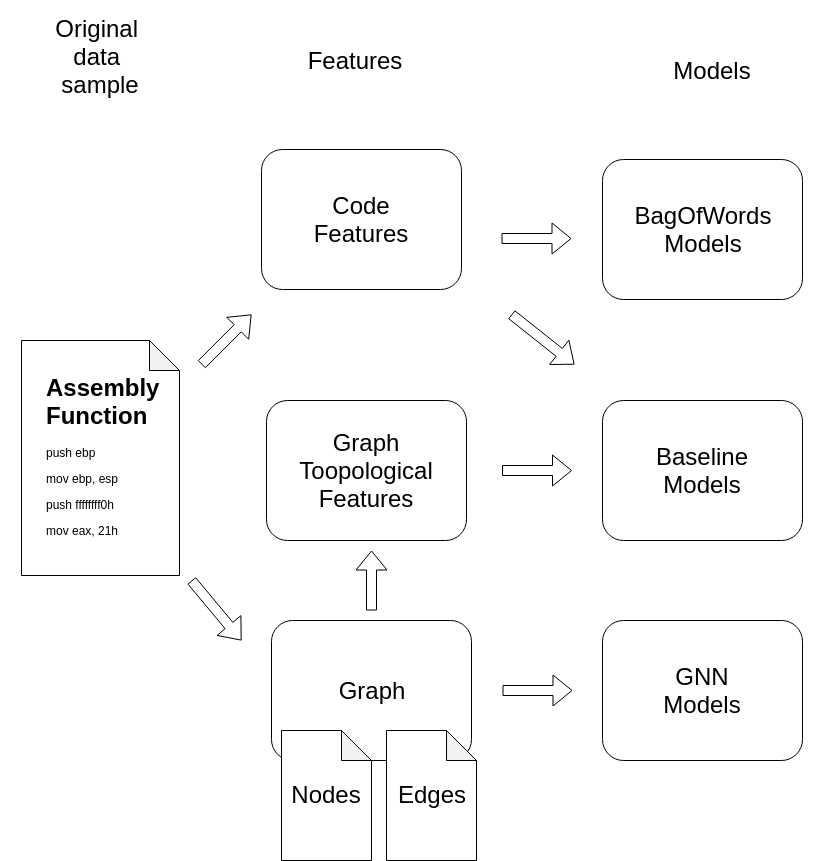 Original
data
sample
Features
Models
Code
Features
BagOfWords
Models
Assembly
Function
push ebp
mov ebp, esp
push ffffffff0h
mov eax, 21h
Graph
Toopological
Features
Baseline
Models
Graph
Nodes
Edges
GNN
Models